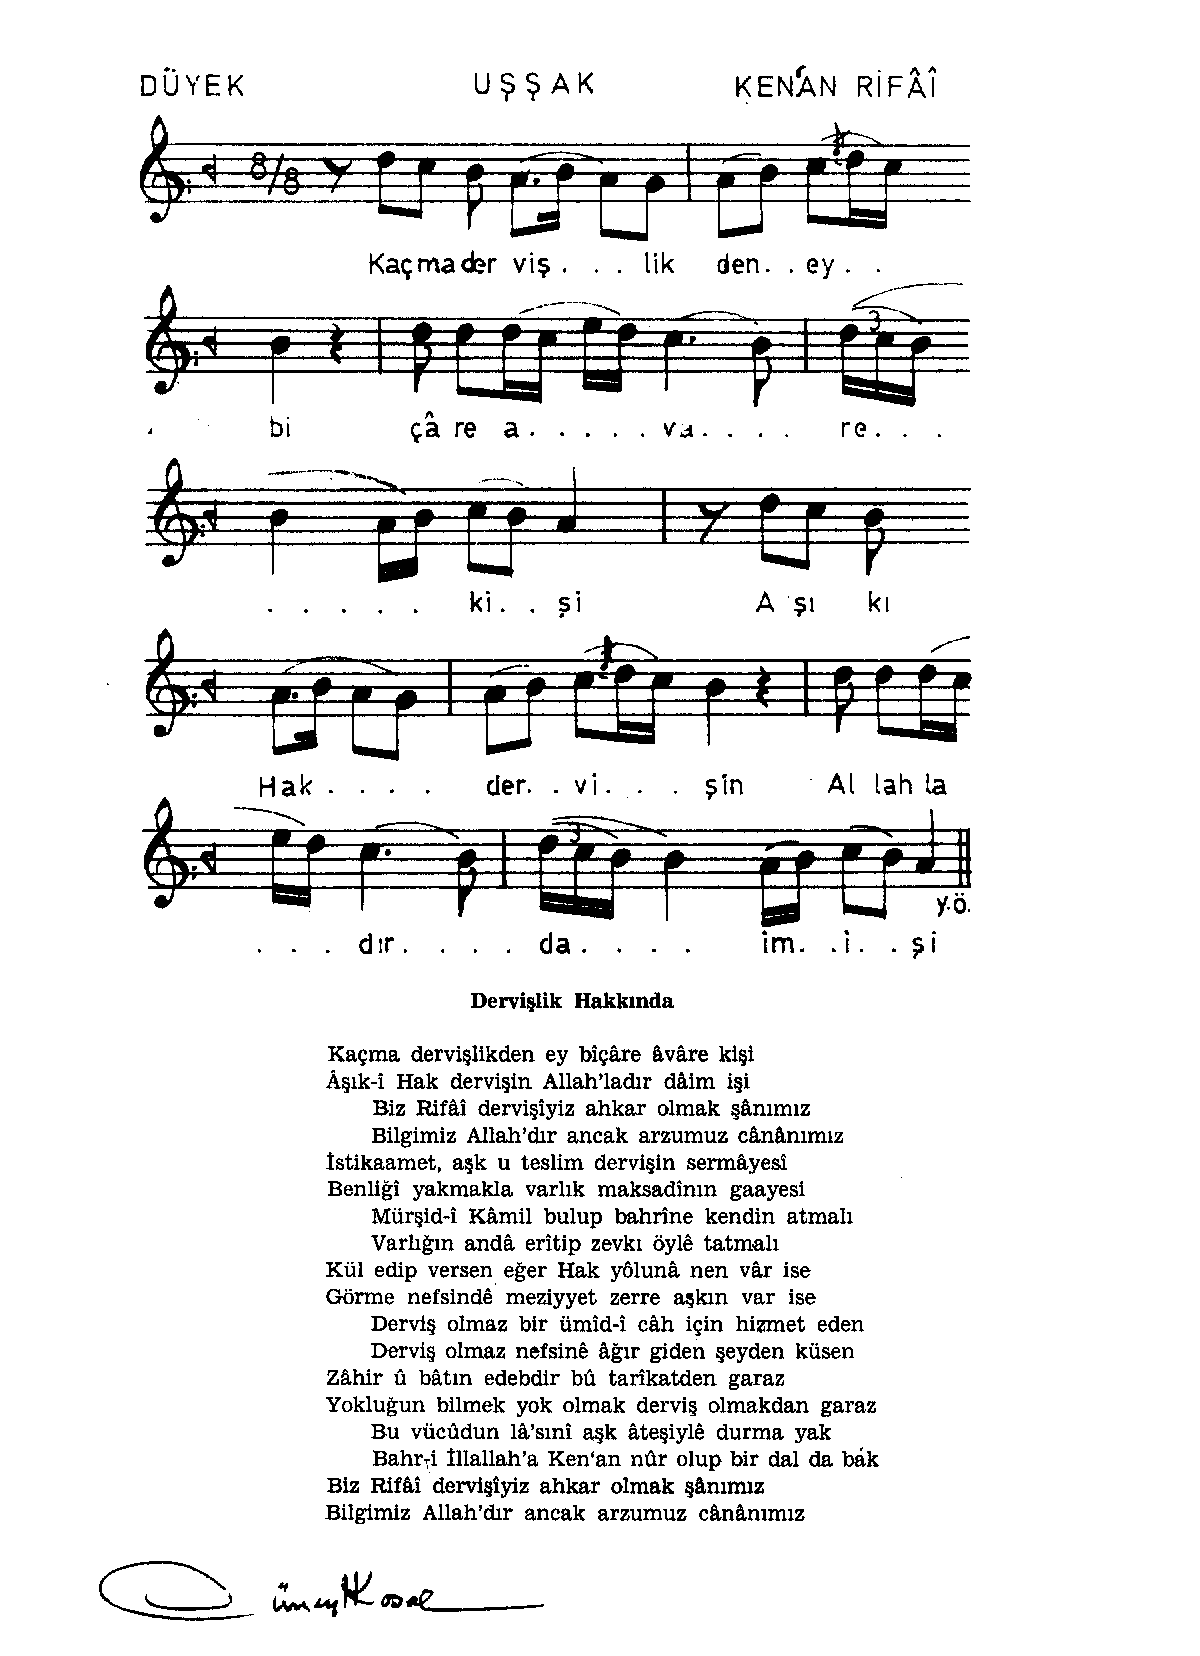 DÜYEK UŞŞAK KEN'AN RİFÂÎ
8/8
Kaçma der viş . . . lik den . . ey . .
. bi çâ re a . . . . . va . . . . re . . .
3
. . . . . ki . . şi A şı kı
Hak . . . . der . . vi . . . şin Al lah la
3
y.ö.
. . . dır . . . . da . . . . im . . i . . şi
Dervişlik Hakkında
Kaçma dervişlikden ey bîçâre âvâre kişi
Âşık-î Hak dervişin Allah'ladır dâim işi
Biz Rifâî dervişîyiz ahkar olmak şânımız
Bilgimiz Allah'dır ancak arzumuz cânânımız
İstikaamet, aşk u teslim dervişin sermâyesî
Benliğî yakmakla varlık maksadînın gaayesi
Mürşid-î Kâmil bulup bahrîne kendin atmalı
Varlığın andâ erîtip zevkı öylê tatmalı
Kül edip versen eğer Hak yôlunâ nen vâr ise
Görme nefsindê meziyyet zerre aşkın var ise
Derviş olmaz bir ümîd-î câh için hizmet eden
Derviş olmaz nefsinê âğır giden şeyden küsen
Zâhir û bâtın edebdir bû tarîkatden garaz
Yokluğun bilmek yok olmak derviş olmakdan garaz
Bu vücûdun lâ'sınî aşk âteşiylê durma yak
Bahr-i İllallah'a Ken'an nûr olup bir dal da bák
Biz Rifâî dervişîyiz ahkar olmak şânımız
Bilgimiz Allah'dır ancak arzumuz cânânımız
Cüneyt Kosal